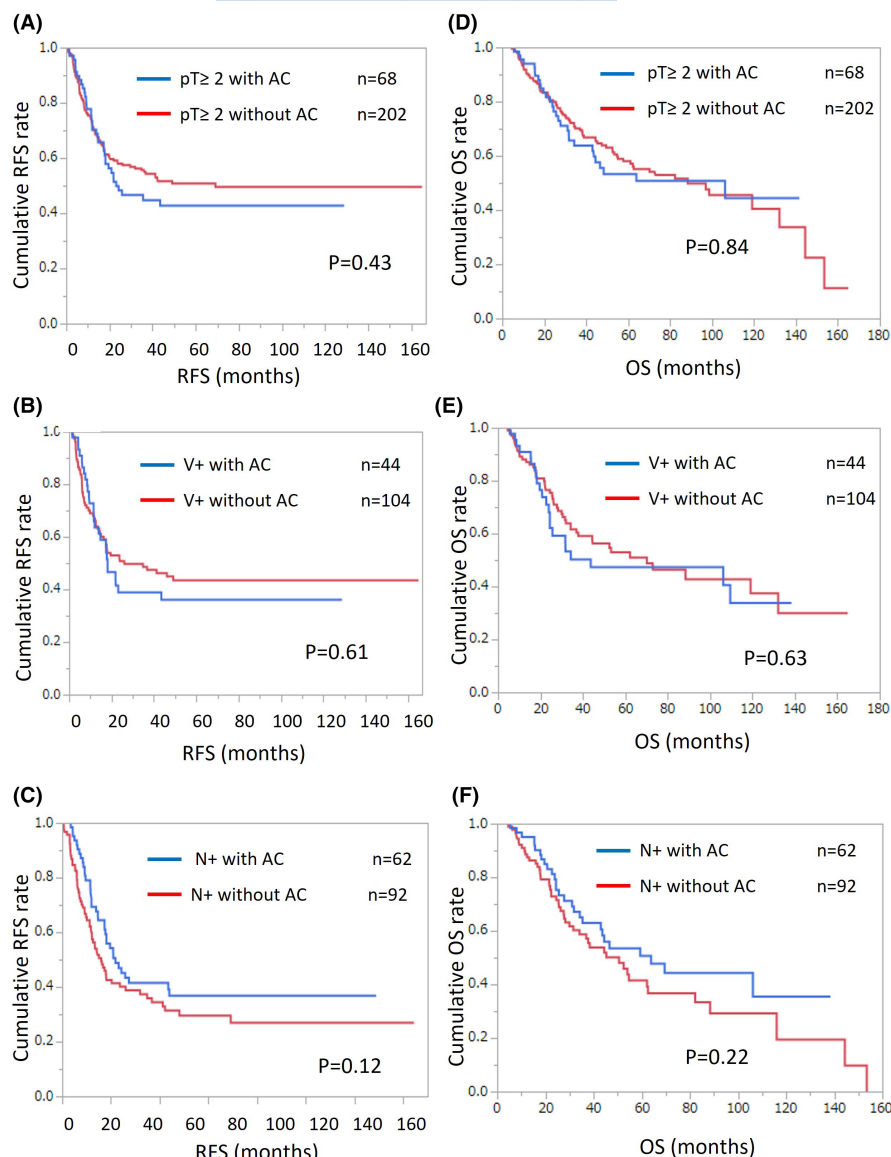 (A)
1.0
0.8
0.6
0.4
0.2
0.0
Cumulative RFS rate
pT≥ 2 with AC n=68
pT≥ 2 without AC n=202
P=0.43
0 20 40 60 80 100 120 140 160
RFS (months)
(D)
1.0
0.8
0.6
0.4
0.2
0.0
Cumulative OS rate
pT≥ 2 with AC n=68
pT≥ 2 without AC n=202
P=0.84
0 20 40 60 80 100 120 140 160 180
OS (months)
(B)
1.0
0.8
0.6
0.4
0.2
0.0
Cumulative RFS rate
V+ with AC n=44
V+ without AC n=104
P=0.61
0 20 40 60 80 100 120 140 160
RFS (months)
(E)
1.0
0.8
0.6
0.4
0.2
0.0
Cumulative OS rate
V+ with AC n=44
V+ without AC n=104
P=0.63
0 20 40 60 80 100 120 140 160 180
OS (months)
(C)
1.0
0.8
0.6
0.4
0.2
0.0
Cumulative RFS rate
N+ with AC n=62
N+ without AC n=92
P=0.12
0 20 40 60 80 100 120 140 160
RFS (months)
(F)
1.0
0.8
0.6
0.4
0.2
0.0
Cumulative OS rate
N+ with AC n=62
N+ without AC n=92
P=0.22
0 20 40 60 80 100 120 140 160
OS (months)